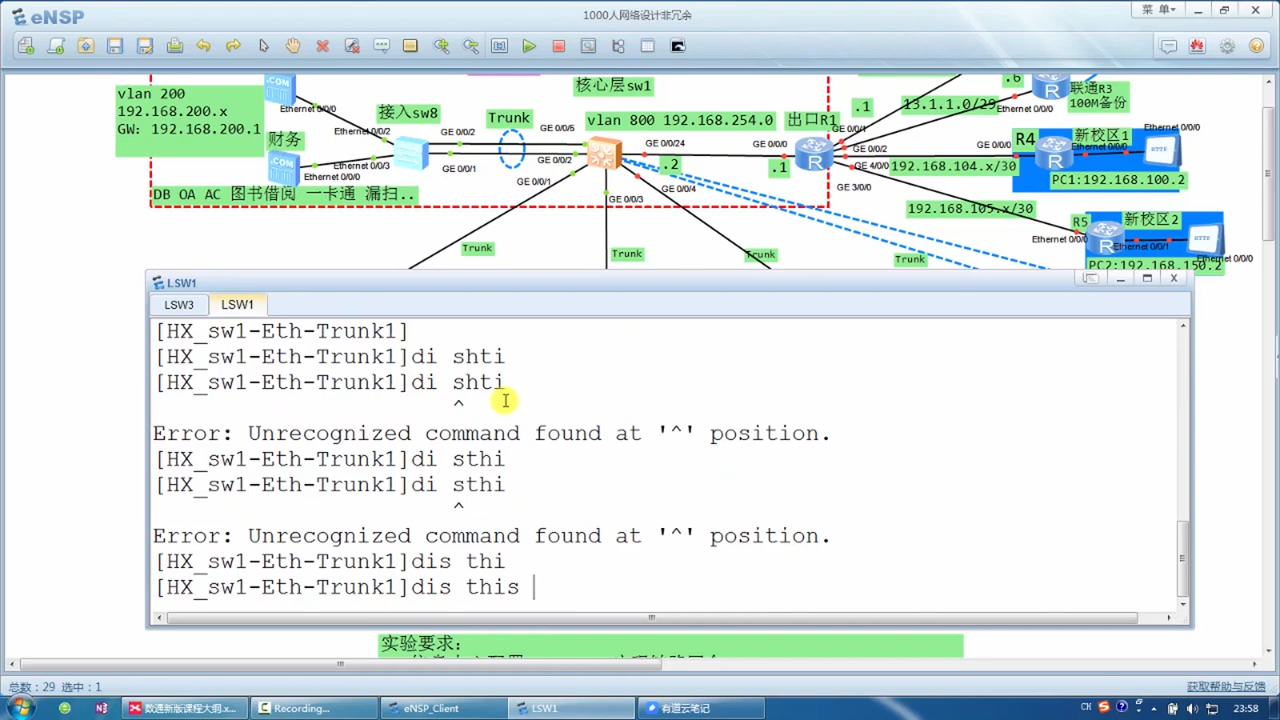 eNSP
1000人网络设计非冗余
菜 单
vlan 200
192.168.200.x
GW: 192.168.200.1
Ethernet 0/0/0
财务
Ethernet 0/0/0
接入sw8
Ethernet 0/0/2
Ethernet 0/0/3
GE 0/0/2
GE 0/0/1
Trunk
GE 0/0/5
GE 0/0/2
GE 0/0/1
核心层sw1
vlan 800 192.168.254.0
GE 0/0/24
.2
GE 0/0/4
GE 0/0/3
出口R1
GE 0/0/0
.1
.1
GE 0/0/1
GE 0/0/2
GE 4/0/0
GE 3/0/0
13.1.1.0/29
.6
联通R3
100M备份
R4
新校区1
GE 0/0/0
Ethernet 0/0/1
Ethernet 0/0/0
192.168.104.x/30
PC1:192.168.100.2
192.168.105.x/30
R5
新校区2
Ethernet 0/0/0
Ethernet 0/0/1
Ethernet 0/0/0
PC2:192.168.150.2
DB OA AC 图书借阅 一卡通 漏扫..
Trunk
Trunk
Trunk
Trunk
LSW1
LSW3
LSW1
[HX_sw1-Eth-Trunk1]
[HX_sw1-Eth-Trunk1]di shti
[HX_sw1-Eth-Trunk1]di shti
^
Error: Unrecognized command found at '^' position.
[HX_sw1-Eth-Trunk1]di sthi
[HX_sw1-Eth-Trunk1]di sthi
^
Error: Unrecognized command found at '^' position.
[HX_sw1-Eth-Trunk1]dis thi
[HX_sw1-Eth-Trunk1]dis this
实验要求:
总数: 29 选中: 1
获取帮助与反馈
数通新版课程大纲.x...
Recording...
eNSP_Client
LSW1
有道云笔记
CH
23:58